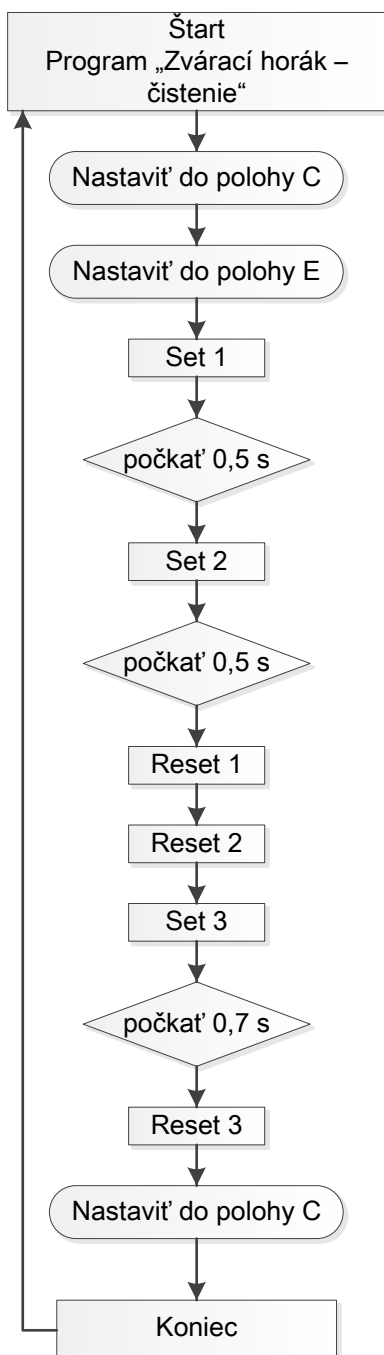 Štart
Program „Zvárací horák –
čistenie“
Nastaviť do polohy C
Nastaviť do polohy E
Set 1
počkať 0,5 s
Set 2
počkať 0,5 s
Reset 1
Reset 2
Set 3
počkať 0,7 s
Reset 3
Nastaviť do polohy C
Koniec